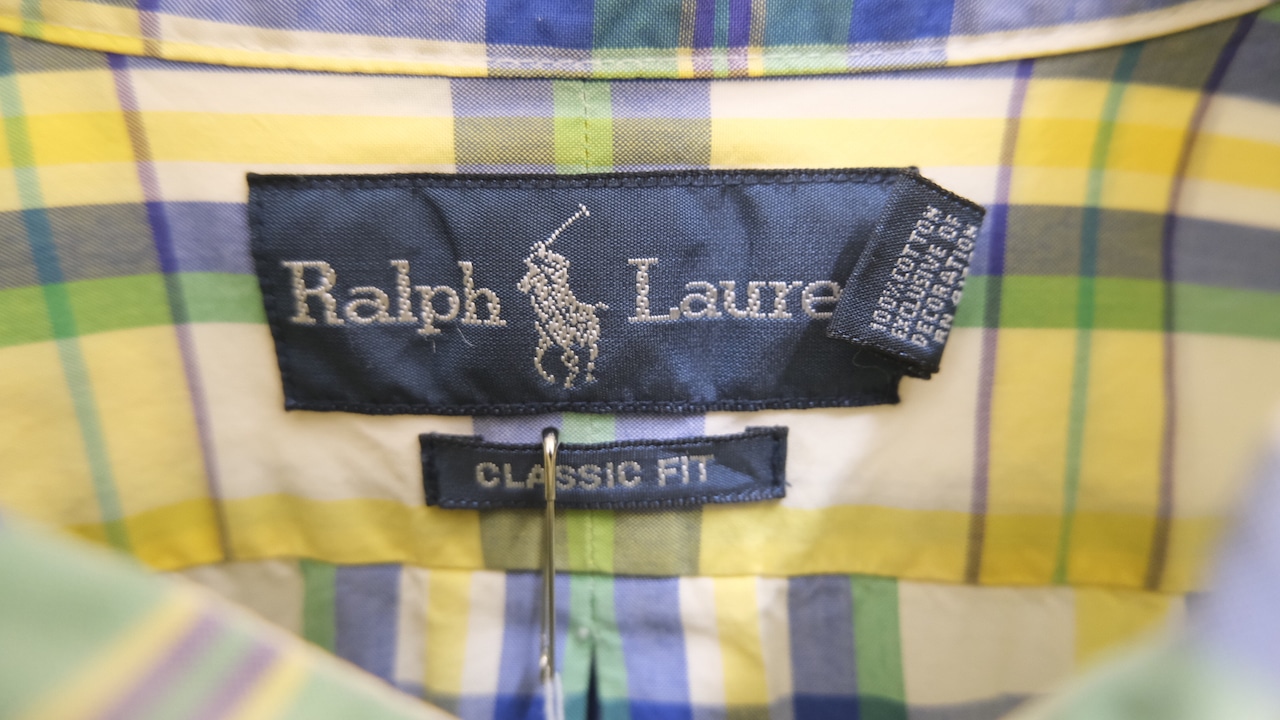 Ralph Laure
100% COTTON
EXCLUSIVE OF
DECORATION
CLASSIC FIT